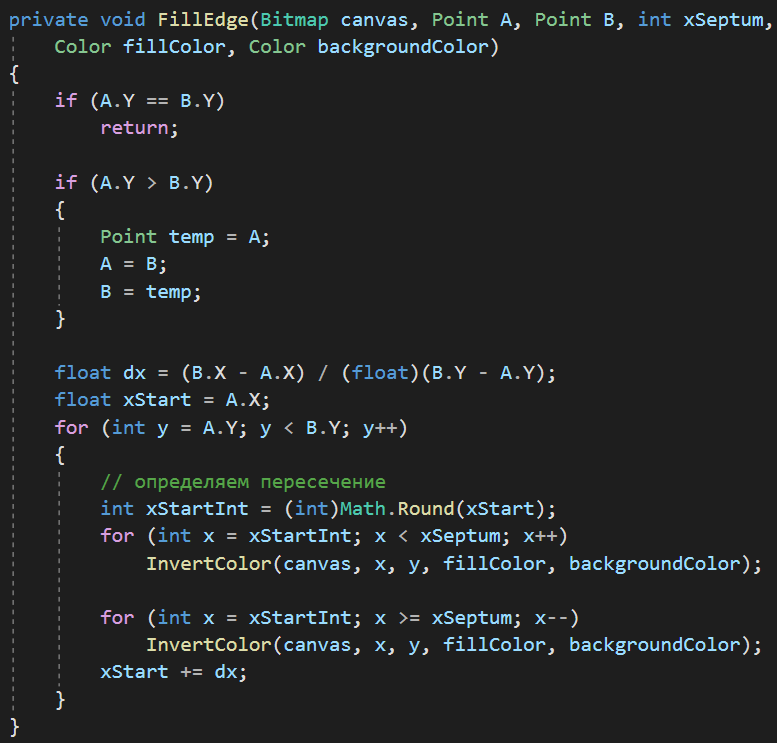 private void FillEdge(Bitmap canvas, Point A, Point B, int xSeptum,
    Color fillColor, Color backgroundColor)
{
    if (A.Y == B.Y)
        return;

    if (A.Y > B.Y)
    {
        Point temp = A;
        A = B;
        B = temp;
    }

    float dx = (B.X - A.X) / (float)(B.Y - A.Y);
    float xStart = A.X;
    for (int y = A.Y; y < B.Y; y++)
    {
        // определяем пересечение
        int xStartInt = (int)Math.Round(xStart);
        for (int x = xStartInt; x < xSeptum; x++)
            InvertColor(canvas, x, y, fillColor, backgroundColor);

        for (int x = xStartInt; x >= xSeptum; x--)
            InvertColor(canvas, x, y, fillColor, backgroundColor);
        xStart += dx;
    }
}